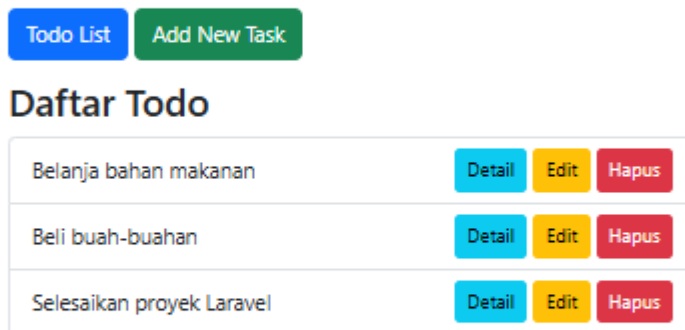 Todo List Add New Task
Daftar Todo
Belanja bahan makanan Detail Edit Hapus
Beli buah-buahan Detail Edit Hapus
Selesaikan proyek Laravel Detail Edit Hapus